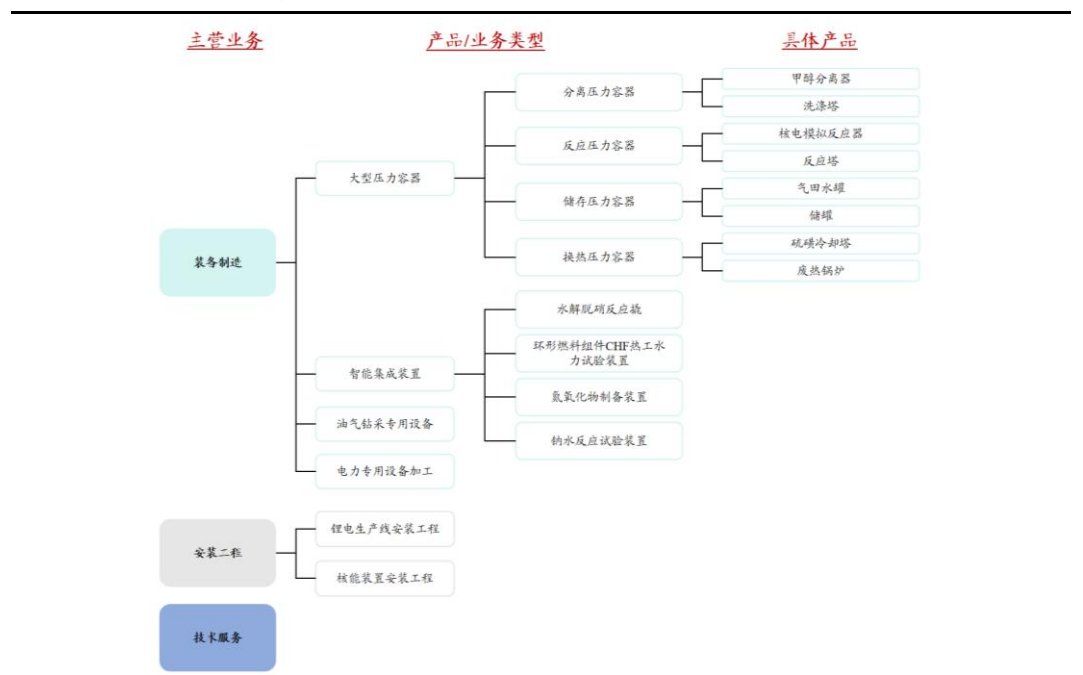 主营业务
产品/业务类型
具体产品
装备制造
大型压力容器
分离压力容器
甲醇分离器
洗涤塔
反应压力容器
核电模拟反应器
反应塔
储存压力容器
气田水罐
储罐
换热压力容器
硫磺冷却塔
废热锅炉
智能集成装置
水解脱硝反应撬
环形燃料组件CHF热工水
力试验装置
氮氧化物制备装置
钠水反应试验装置
油气钻采专用设备
电力专用设备加工
安装工程
锂电生产线安装工程
核能装置安装工程
技术服务